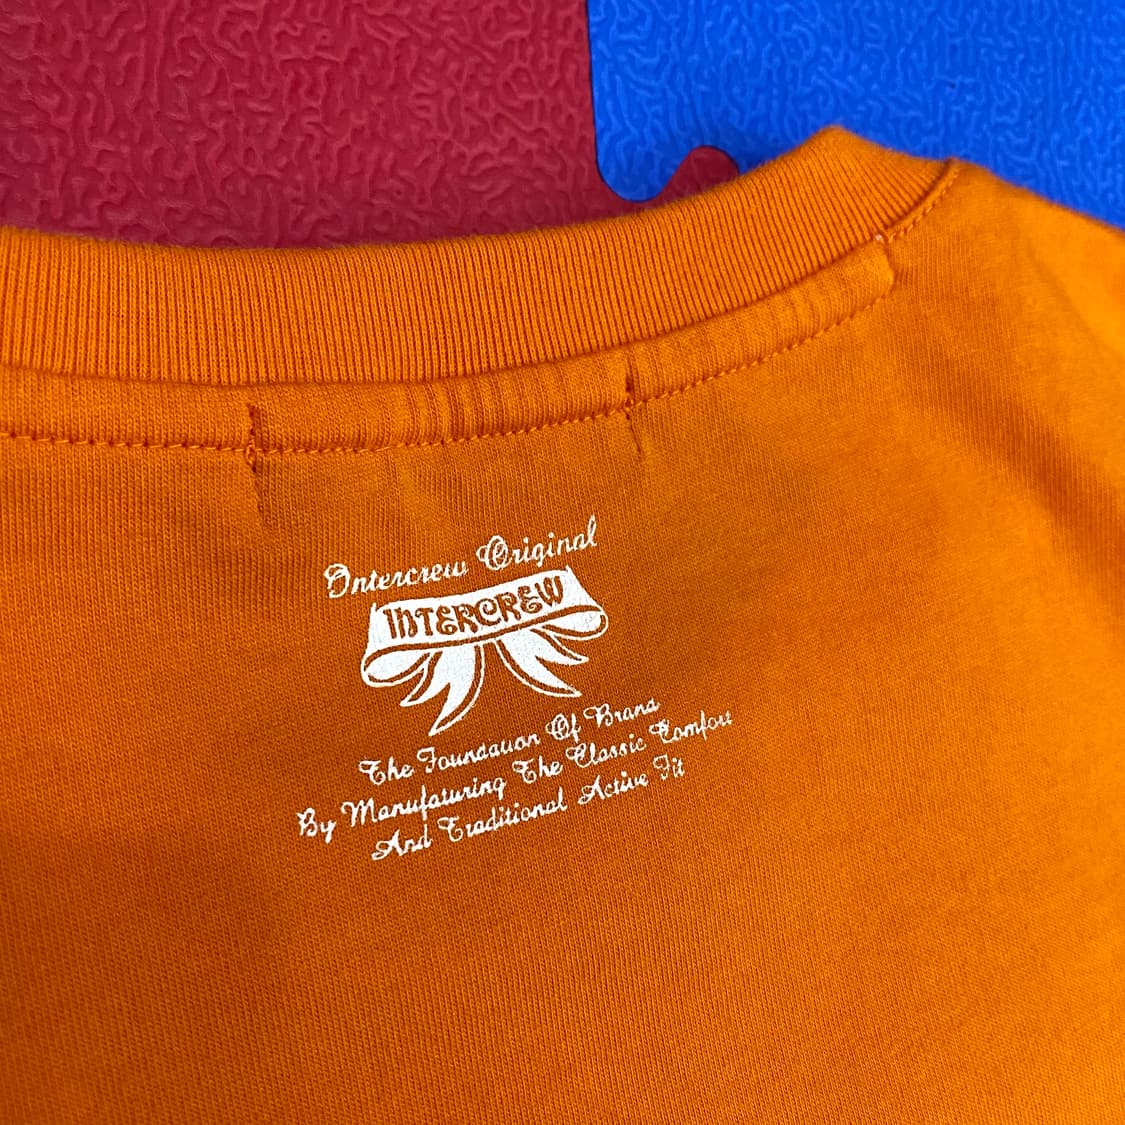 Intercrew Original
INTERCREW
The Foundation Of Brand
By Manufaturing The Classic Comfort
And Traditional Active Fit